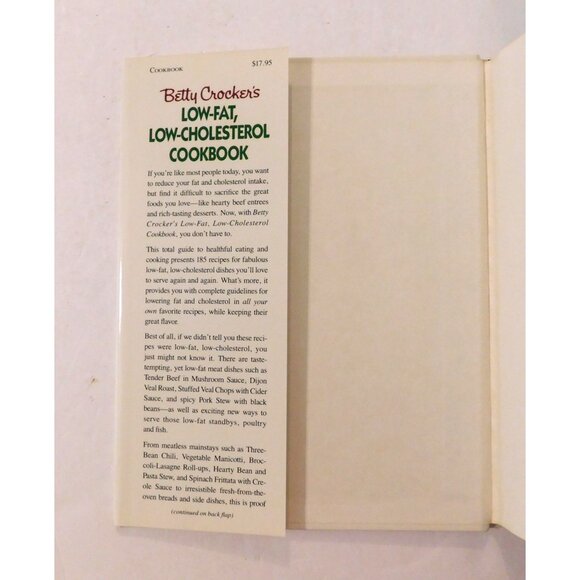 COOKBOOK $17.95
Betty Crocker's
LOW-FAT,
LOW-CHOLESTEROL
COOKBOOK
If you're like most people today, you want
to reduce your fat and cholesterol intake,
but find it difficult to sacrifice the great
foods you love—like hearty beef entrees
and rich-tasting desserts. Now, with Betty
Crocker's Low-Fat, Low-Cholesterol
Cookbook, you don't have to.
This total guide to healthful eating and
cooking presents 185 recipes for fabulous
low-fat, low-cholesterol dishes you'll love
to serve again and again. What's more, it
provides you with complete guidelines for
lowering fat and cholesterol in all your
own favorite recipes, while keeping their
great flavor.
Best of all, if we didn't tell you these reci-
pes were low-fat, low-cholesterol, you
just might not know it. There are taste-
tempting, yet low-fat meat dishes such as
Tender Beef in Mushroom Sauce, Dijon
Veal Roast, Stuffed Veal Chops with Cider
Sauce, and spicy Pork Stew with black
beans—as well as exciting new ways to
serve those low-fat standbys, poultry
and fish.
From meatless mainstays such as Three-
Bean Chili, Vegetable Manicotti, Broc-
coli-Lasagne Roll-ups, Hearty Bean and
Pasta Stew, and Spinach Frittata with Cre-
ole Sauce to irresistible fresh-from-the-
oven breads and side dishes, this is proof
(continued on back flap)